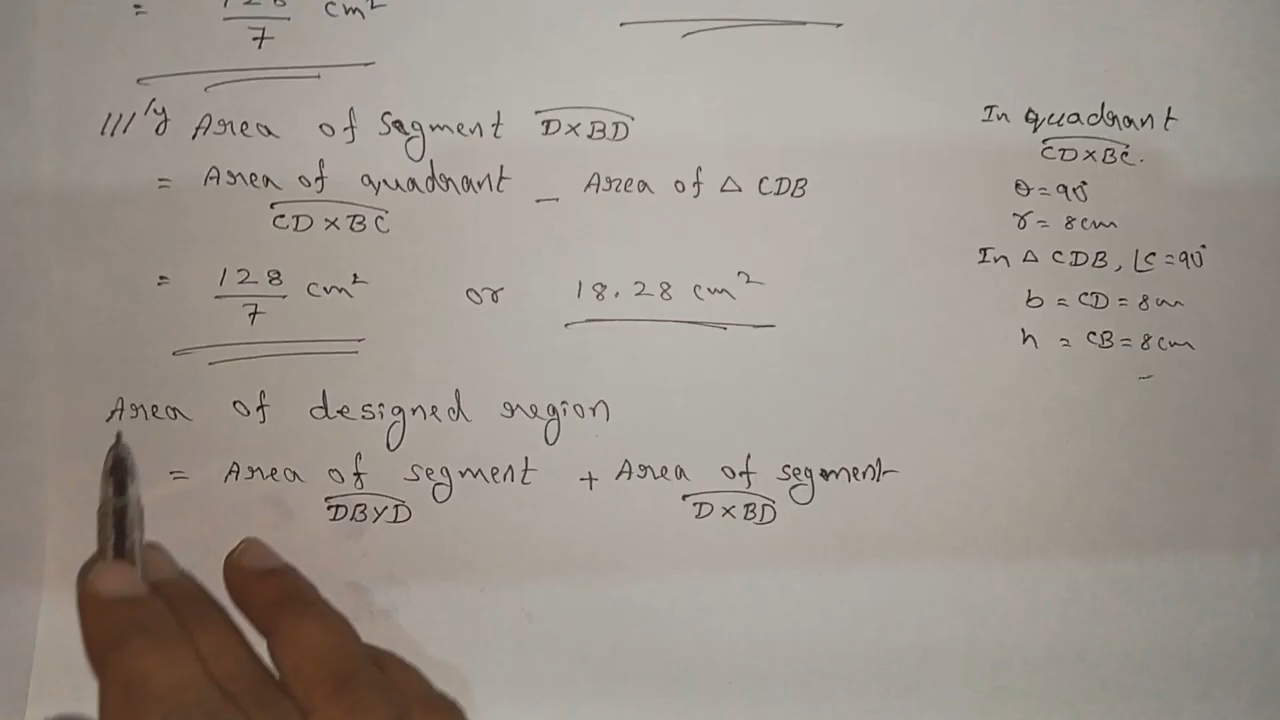 = 128/7 cm²
|||ly Area of segment DXBD
= Area of quadrant CDXBC - Area of △ CDB
= 128/7 cm² or 18.28 cm²
Area of designed region
= Area of segment DBYD + Area of segment DXBD
In quadrant
CDXBC.
θ = 90°
r = 8cm
In △ CDB, ∠C = 90°
b = CD = 8cm
h = CB = 8cm